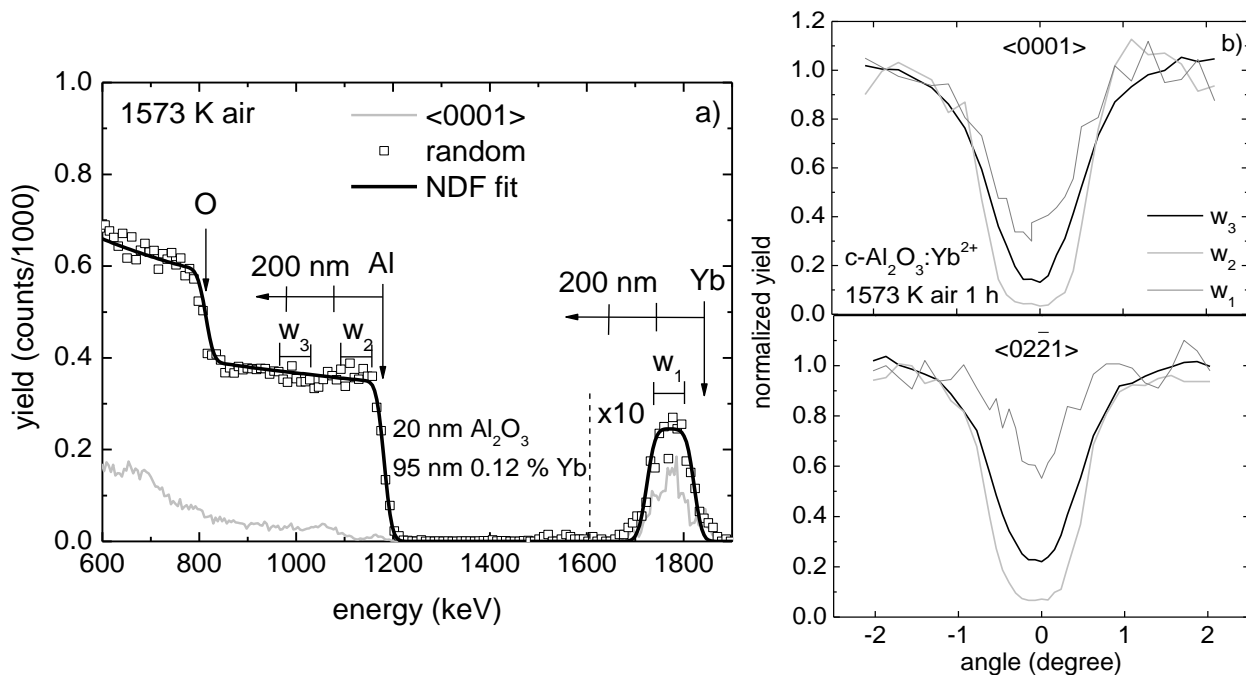 1573 K air
a)
<0001>
random
NDF fit
O
200 nm
Al
w₃
w₂
200 nm
Yb
w₁
x10
20 nm Al₂O₃
95 nm 0.12 % Yb
yield (counts/1000)
1.0
0.8
0.6
0.4
0.2
0.0
600 800 1000 1200 1400 1600 1800
energy (keV)
b)
<0001>
c-Al₂O₃:Yb²⁺
1573 K air 1 h
w₃
w₂
w₁
1.2
1.0
0.8
0.6
0.4
0.2
0.0
normalized yield
<022̄1>
1.0
0.8
0.6
0.4
0.2
0.0
-2 -1 0 1 2
angle (degree)